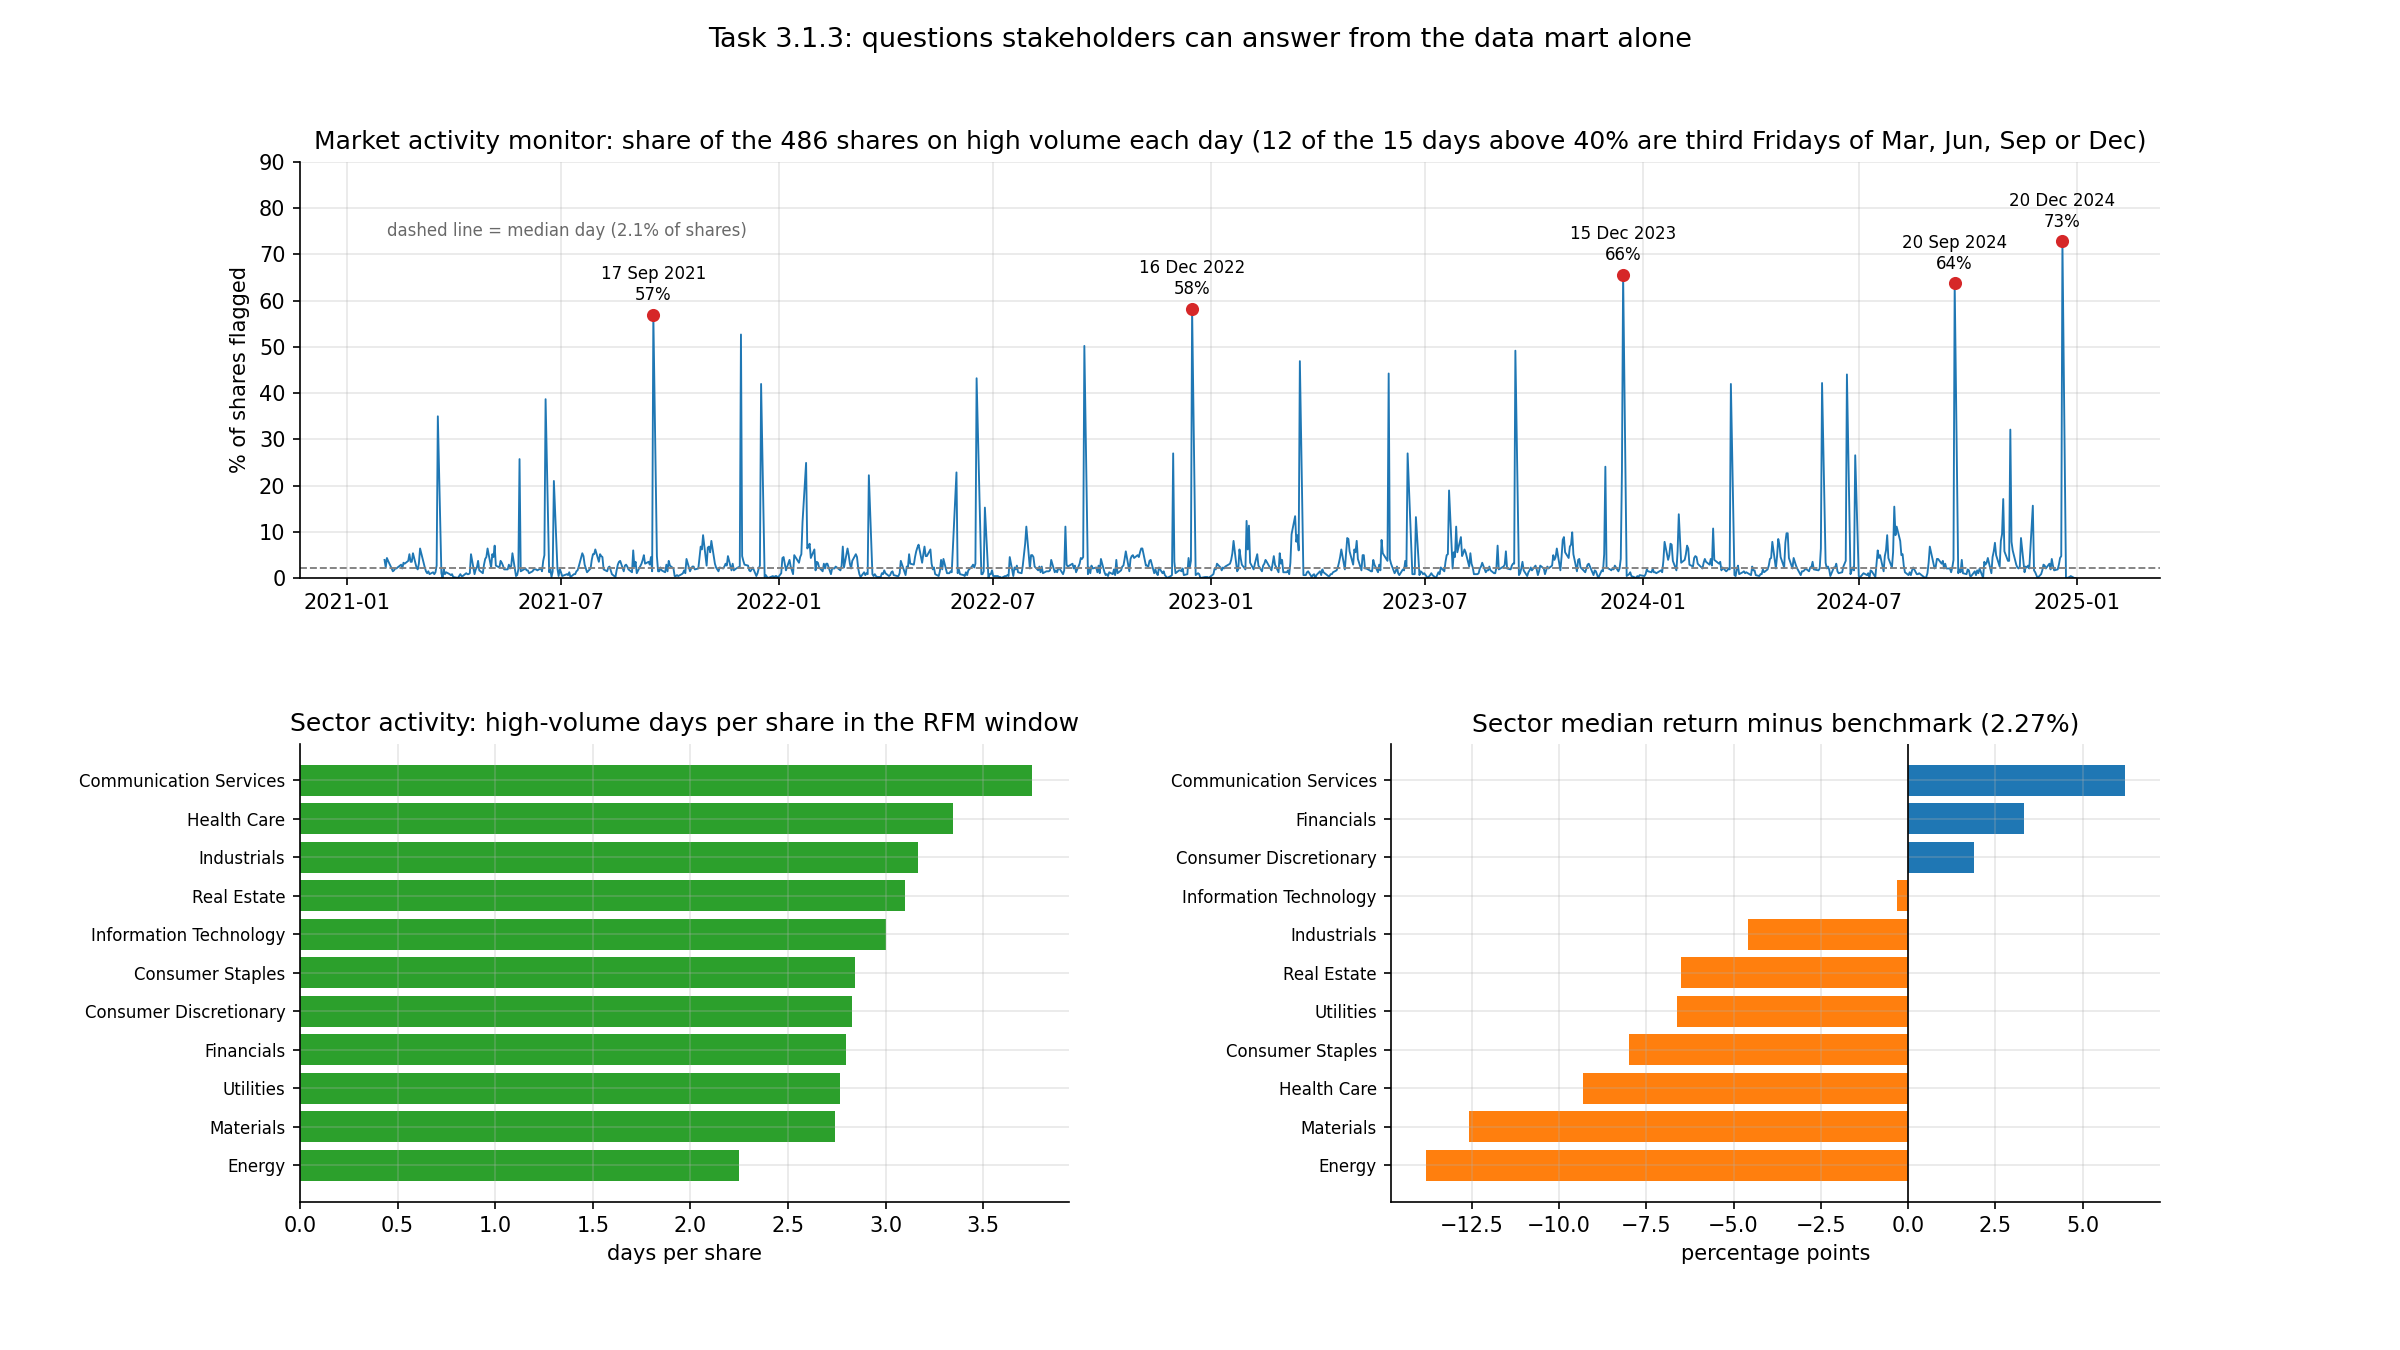 Task 3.1.3: questions stakeholders can answer from the data mart alone
Market activity monitor: share of the 486 shares on high volume each day (12 of the 15 days above 40% are third Fridays of Mar, Jun, Sep or Dec)
% of shares flagged
90
80
70
60
50
40
30
20
10
0
dashed line = median day (2.1% of shares)
17 Sep 2021
57%
16 Dec 2022
58%
15 Dec 2023
66%
20 Sep 2024
64%
20 Dec 2024
73%
2021-01
2021-07
2022-01
2022-07
2023-01
2023-07
2024-01
2024-07
2025-01
Sector activity: high-volume days per share in the RFM window
Communication Services
Health Care
Industrials
Real Estate
Information Technology
Consumer Staples
Consumer Discretionary
Financials
Utilities
Materials
Energy
0.0
0.5
1.0
1.5
2.0
2.5
3.0
3.5
days per share
Sector median return minus benchmark (2.27%)
Communication Services
Financials
Consumer Discretionary
Information Technology
Industrials
Real Estate
Utilities
Consumer Staples
Health Care
Materials
Energy
−12.5
−10.0
−7.5
−5.0
−2.5
0.0
2.5
5.0
percentage points